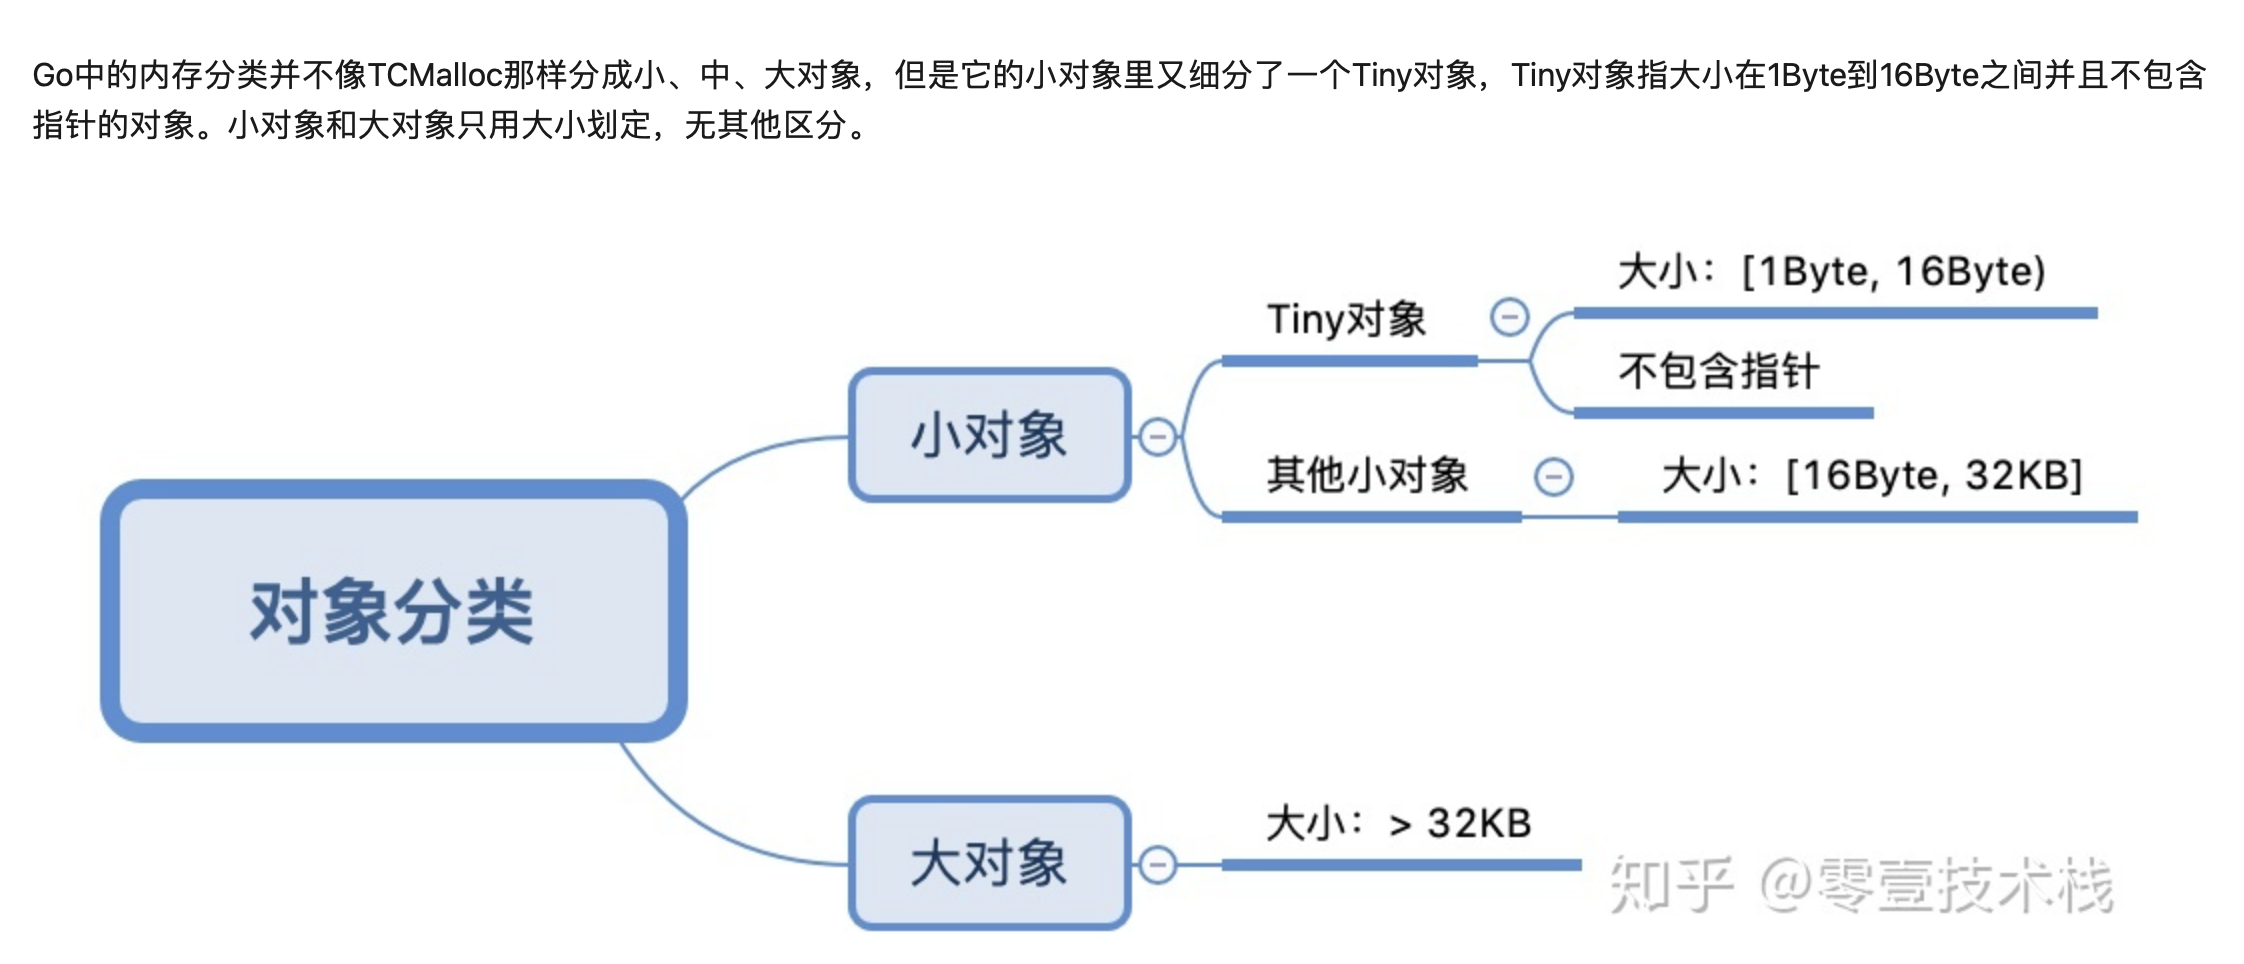 Go中的内存分类并不像TCMalloc那样分成小、中、大对象，但是它的小对象里又细分了一个Tiny对象，Tiny对象指大小在1Byte到16Byte之间并且不包含
指针的对象。小对象和大对象只用大小划定，无其他区分。
大小：[1Byte, 16Byte)
Tiny对象
不包含指针
小对象
其他小对象
大小：[16Byte, 32KB]
对象分类
大小：> 32KB
大对象
知乎 @零壹技术栈